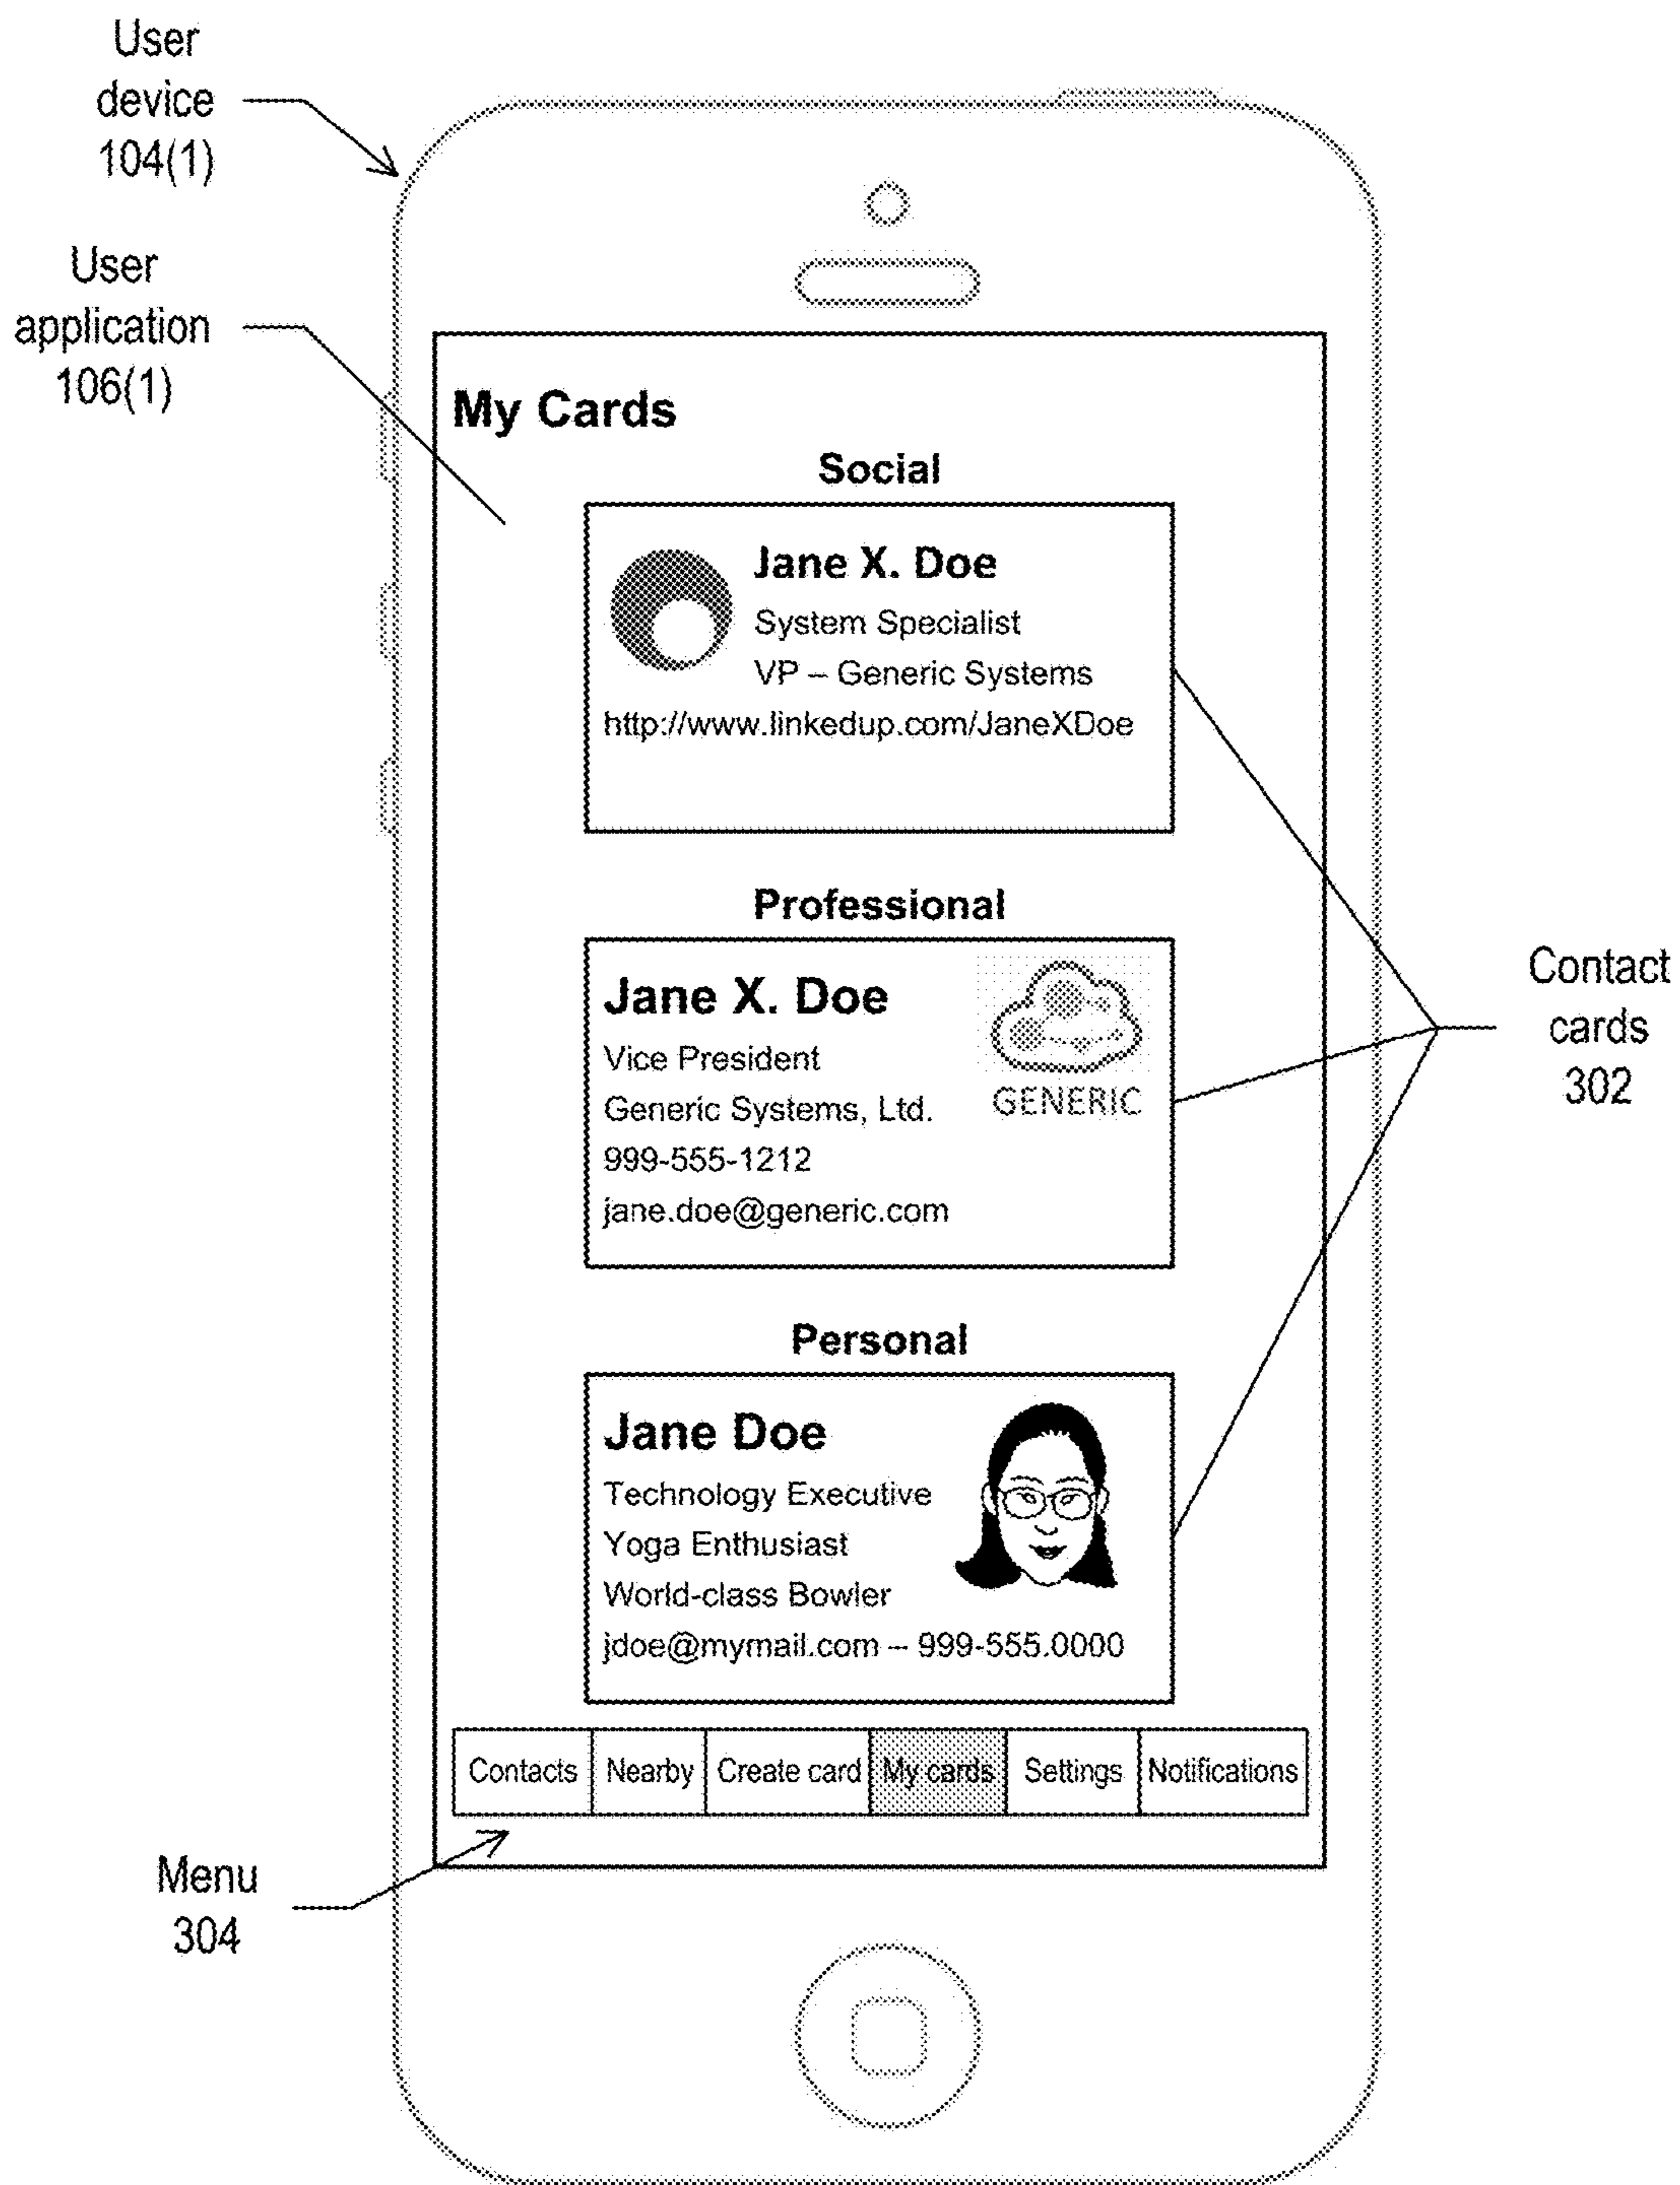 User
device
104(1)
User
application
106(1)
My Cards
Social
Jane X. Doe
System Specialist
VP – Generic Systems
http://www.linkedup.com/JaneXDoe
Professional
Jane X. Doe
Vice President
Generic Systems, Ltd.
999-555-1212
jane.doe@generic.com
GENERIC
Contact
cards
302
Personal
Jane Doe
Technology Executive
Yoga Enthusiast
World-class Bowler
jdoe@mymail.com – 999-555.0000
Contacts Nearby Create card My cards Settings Notifications
Menu
304